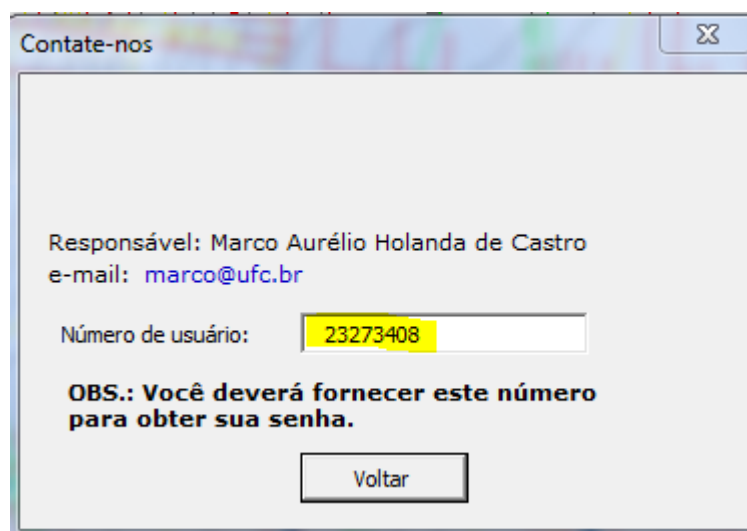 Contate-nos
Responsável: Marco Aurélio Holanda de Castro
e-mail: marco@ufc.br
Número de usuário: 23273408
OBS.: Você deverá fornecer este número
para obter sua senha.
Voltar